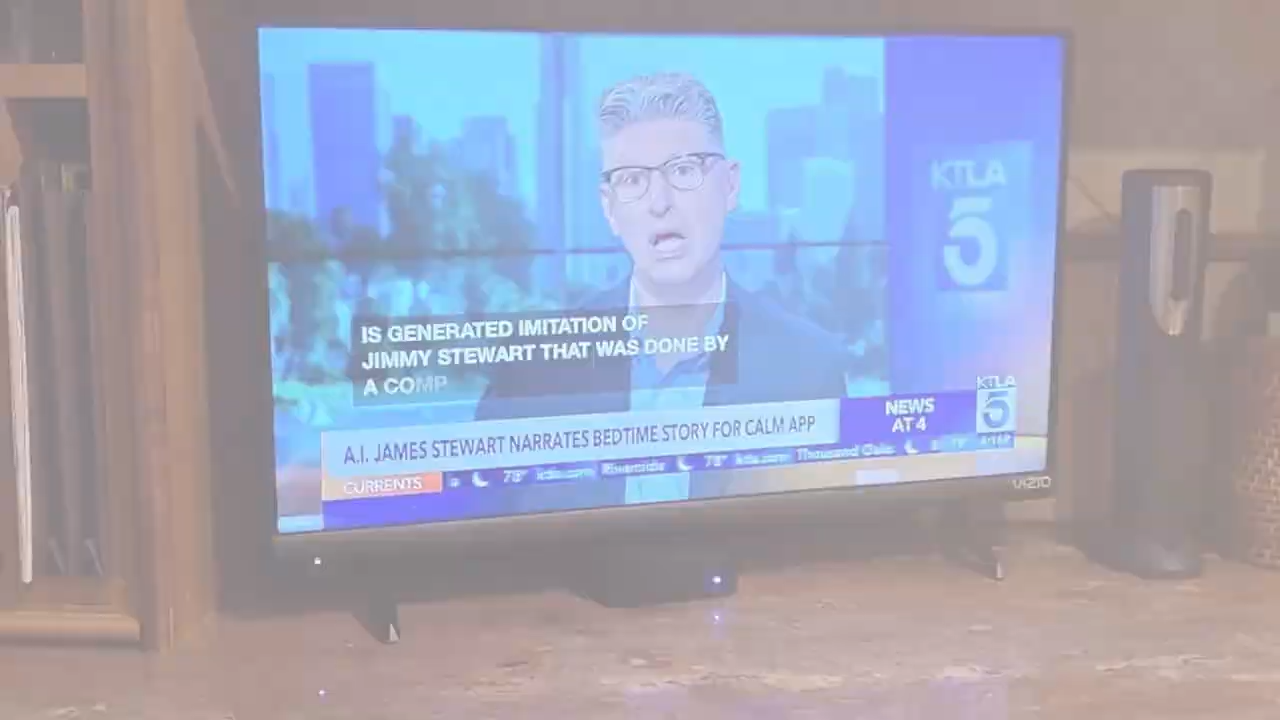 KTLA
5
IS GENERATED IMITATION OF
JIMMY STEWART THAT WAS DONE BY
A COMP
KTLA
5
NEWS
AT 4
A.I. JAMES STEWART NARRATES BEDTIME STORY FOR CALM APP
CURRENTS 78° ktla.com Riverside 78° ktla.com Thousand Oaks
VIZIO